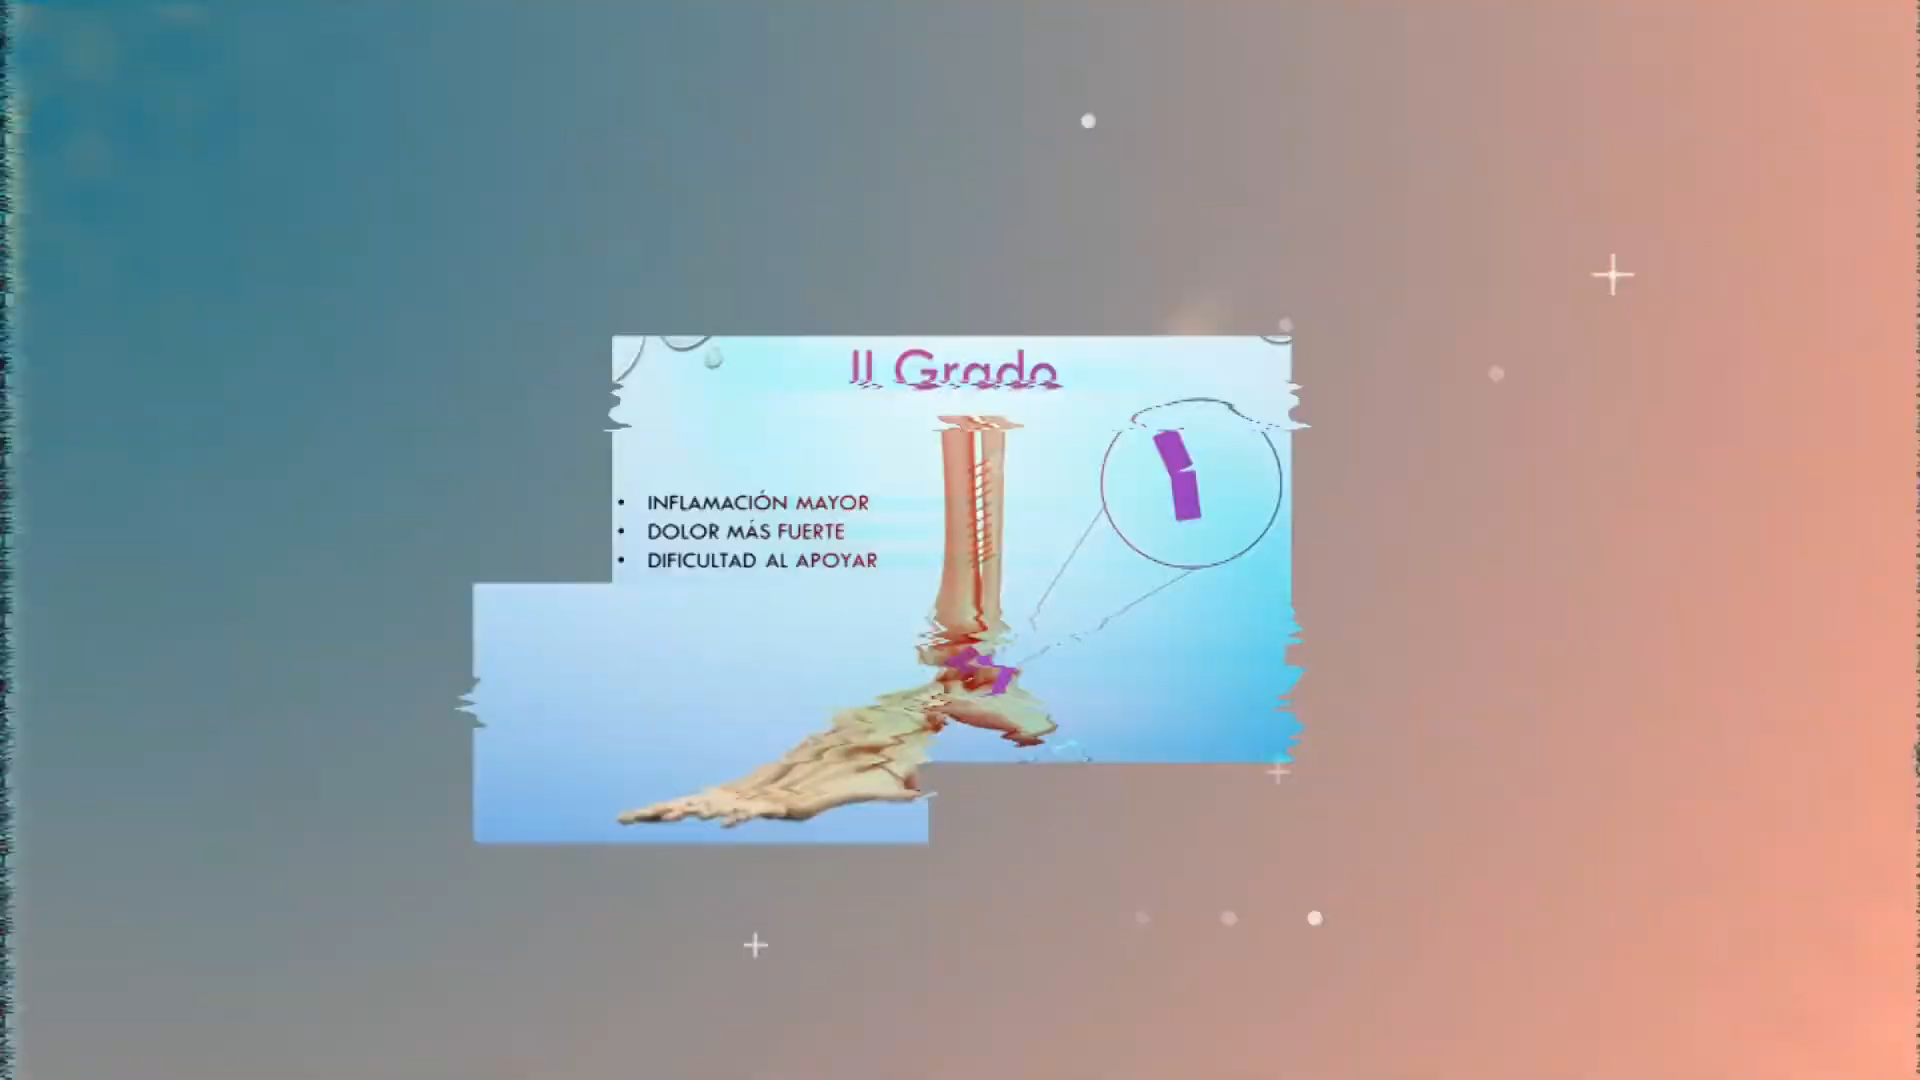 II Grado
• INFLAMACIÓN MAYOR
• DOLOR MÁS FUERTE
• DIFICULTAD AL APOYAR